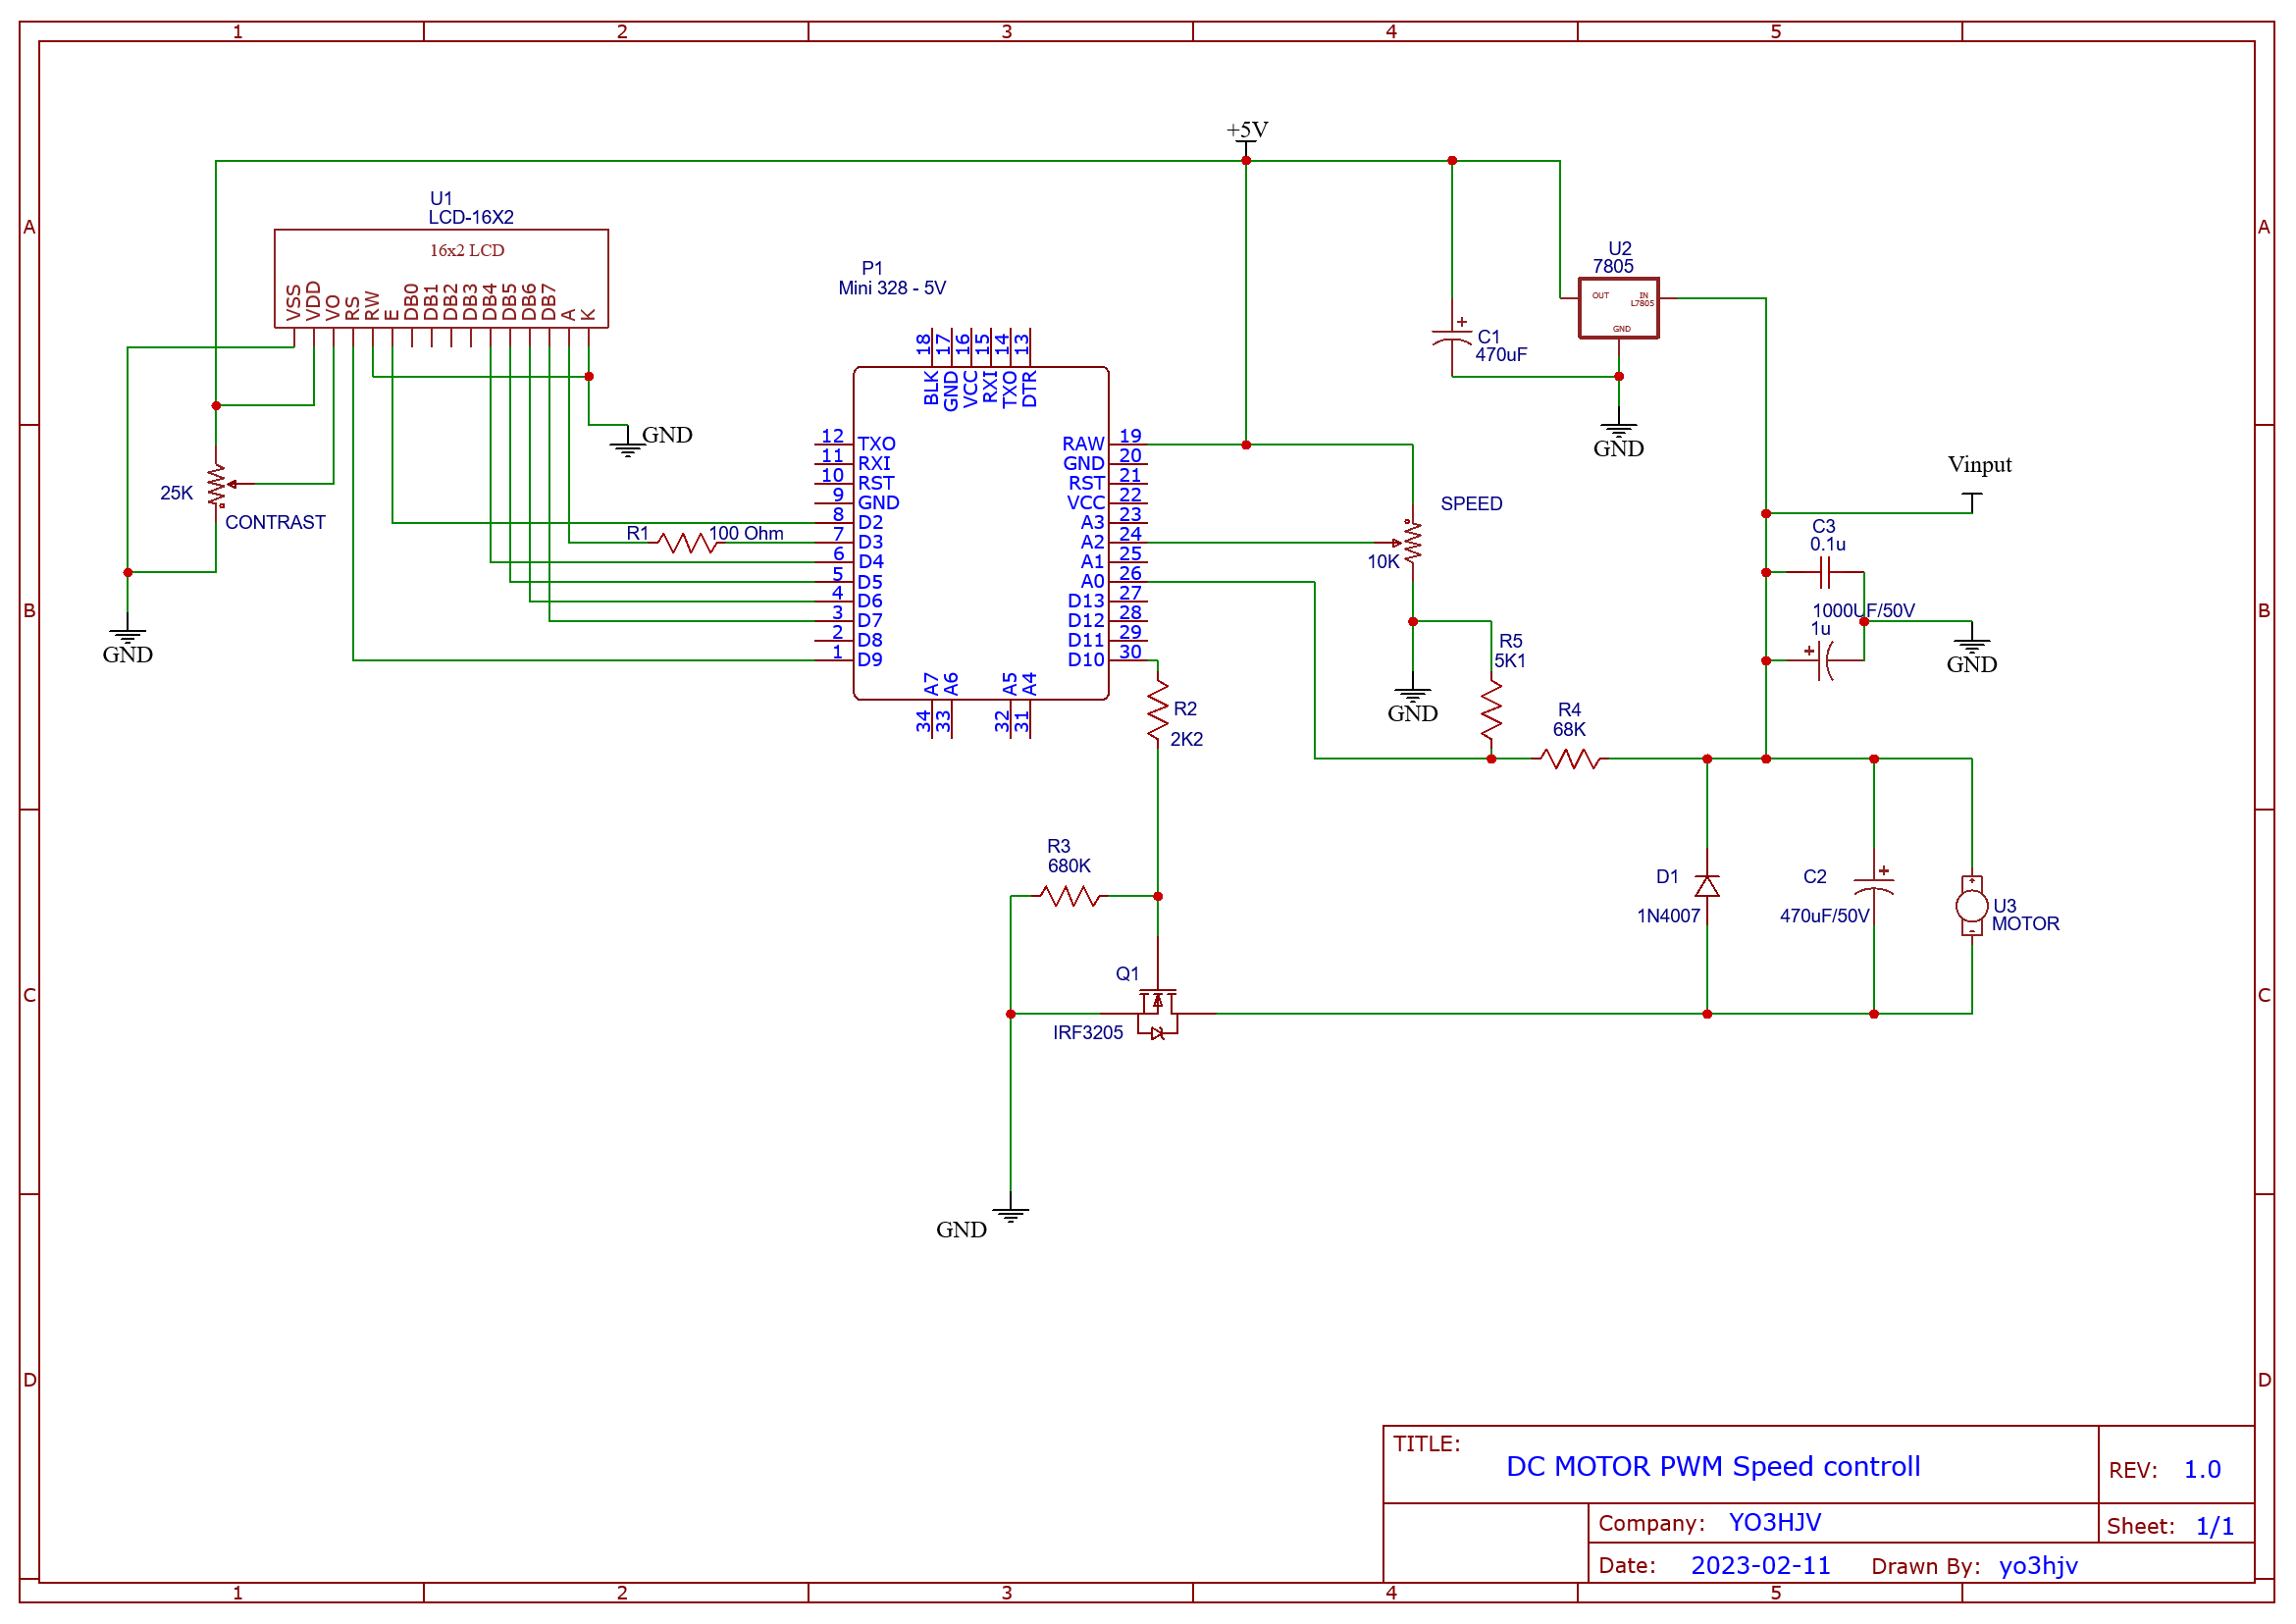 1 2 3 4 5
A A
B B
C C
D D
1 2 3 4 5
+5V
U1
LCD-16X2
16x2 LCD
VSS
VDD
VO
RS
RW
E
DB0
DB1
DB2
DB3
DB4
DB5
DB6
DB7
A
K
GND
25K
CONTRAST
GND
R1 100 Ohm
P1
Mini 328 - 5V
18 17 16 15 14 13
BLK GND VCC RXI TXO DTR
12 TXO
11 RXI
10 RST
9 GND
8 D2
7 D3
6 D4
5 D5
4 D6
3 D7
2 D8
1 D9
RAW 19
GND 20
RST 21
VCC 22
A3 23
A2 24
A1 25
A0 26
D13 27
D12 28
D11 29
D10 30
A7 A6 A5 A4
34 33 32 31
C1
470uF
U2
7805
OUT
IN
L7805
GND
GND
SPEED
10K
GND
R5
5K1
R4
68K
Vinput
C3
0.1u
1000UF/50V
1u
GND
R2
2K2
R3
680K
Q1
IRF3205
GND
D1
1N4007
C2
470uF/50V
U3
MOTOR
TITLE:
DC MOTOR PWM Speed controll
REV: 1.0
Company: YO3HJV
Sheet: 1/1
Date: 2023-02-11 Drawn By: yo3hjv